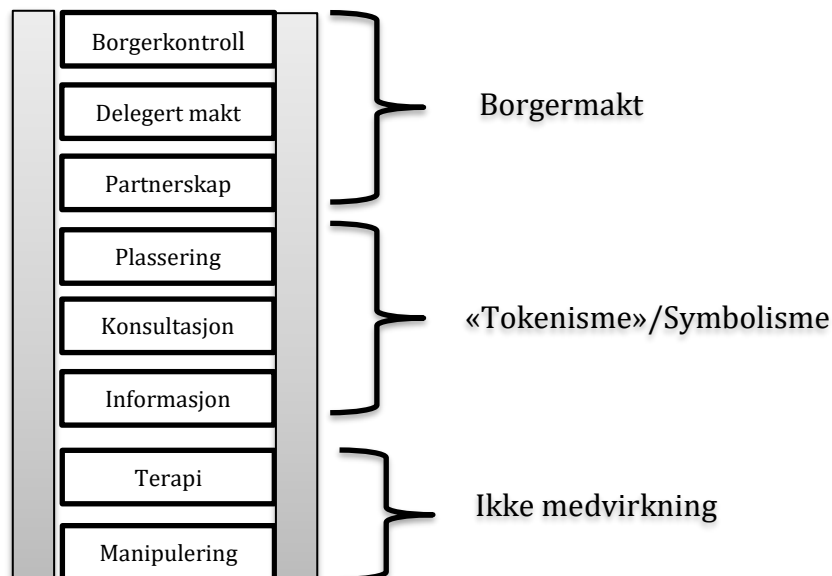 Borgerkontroll
Delegert makt
Partnerskap
Borgermakt
Plassering
Konsultasjon
Informasjon
«Tokenisme»/Symbolisme
Terapi
Manipulering
Ikke medvirkning